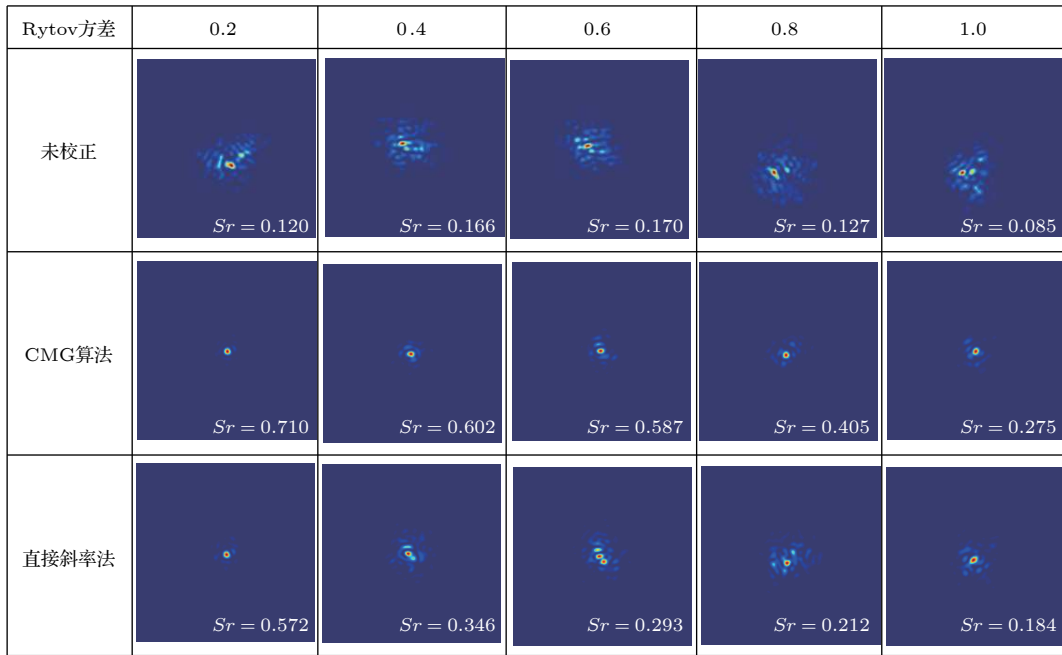 Rytov方差 0.2 0.4 0.6 0.8 1.0
未校正
Sr = 0.120 Sr = 0.166 Sr = 0.170 Sr = 0.127 Sr = 0.085
CMG算法
Sr = 0.710 Sr = 0.602 Sr = 0.587 Sr = 0.405 Sr = 0.275
直接斜率法
Sr = 0.572 Sr = 0.346 Sr = 0.293 Sr = 0.212 Sr = 0.184